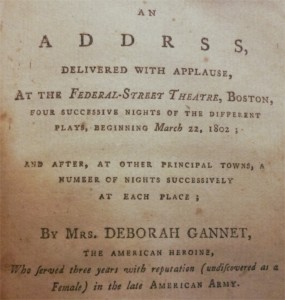 AN
ADDRSS,
DELIVERED WITH APPLAUSE,
AT THE FEDERAL-STREET THEATRE, BOSTON,
FOUR SUCCESSIVE NIGHTS OF THE DIFFERENT
PLAYS, BEGINNING March 22, 1802;
AND AFTER, AT OTHER PRINCIPAL TOWNS, A
NUMBER OF NIGHTS SUCCESSIVELY
AT EACH PLACE;
BY MRS. DEBORAH GANNET,
THE AMERICAN HEROINE,
Who ſerved three years with reputation (undiſcovered as a
Female) in the late AMERICAN ARMY.